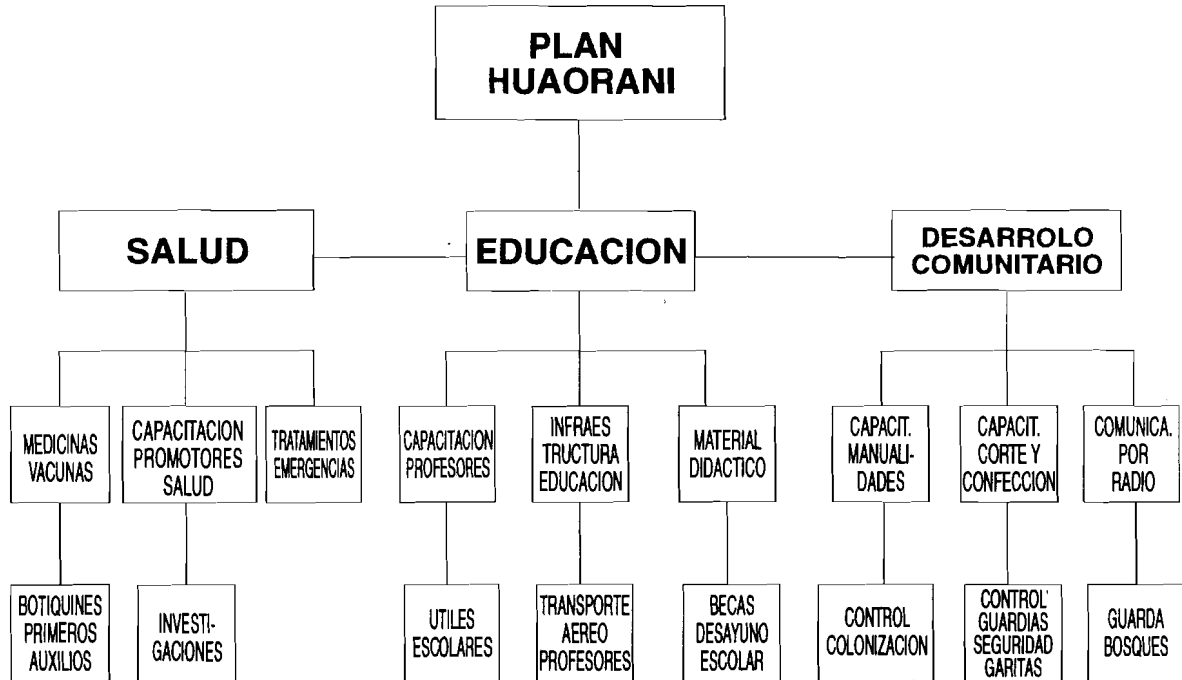 PLAN
HUAORANI
SALUD
EDUCACION
DESARROLO
COMUNITARIO
MEDICINAS
VACUNAS
CAPACITACION
PROMOTORES
SALUD
TRATAMIENTOS
EMERGENCIAS
CAPACITACION
PROFESORES
INFRAES
TRUCTURA
EDUCACION
MATERIAL
DIDACTICO
CAPACIT.
MANUALI-
DADES
CAPACIT.
CORTE Y
CONFECCION
COMUNICA.
POR
RADIO
BOTIQUINES
PRIMEROS
AUXILIOS
INVESTI-
GACIONES
UTILES
ESCOLARES
TRANSPORTE
AEREO
PROFESORES
BECAS
DESAYUNO
ESCOLAR
CONTROL
COLONIZACION
CONTROL'
GUARDIAS
SEGURIDAD
GARITAS
GUARDA
BOSQUES